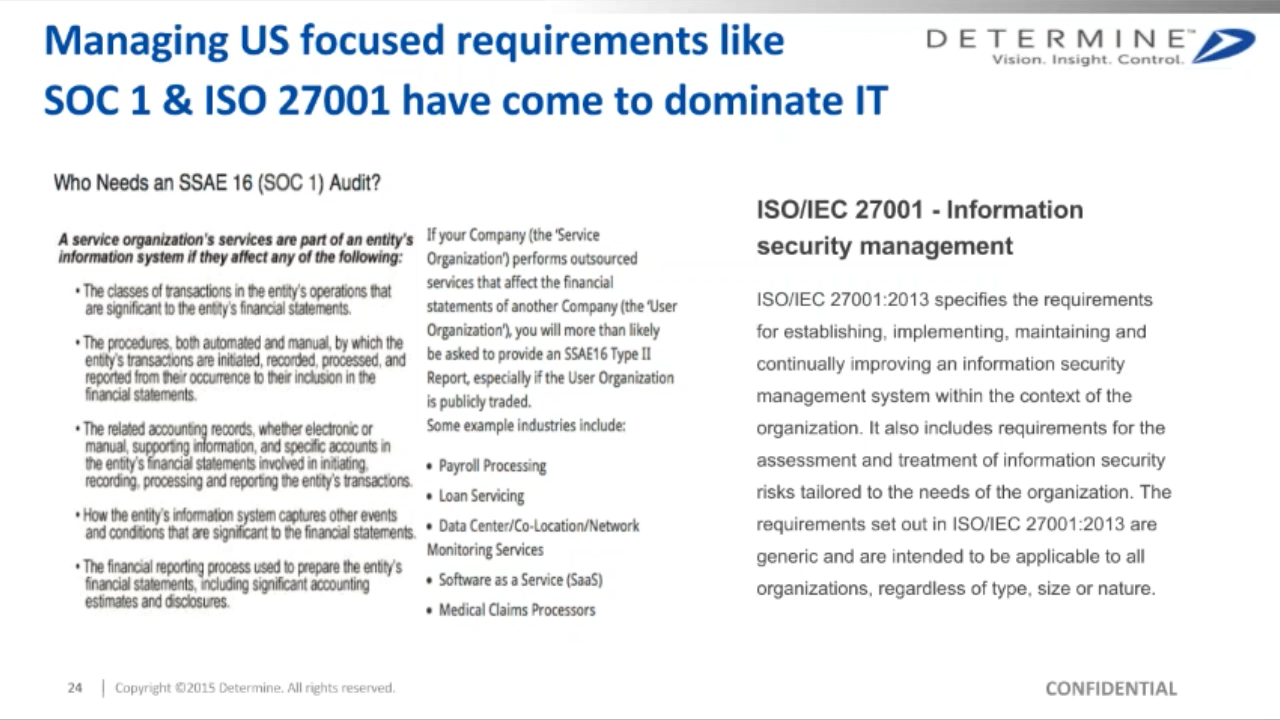 Managing US focused requirements like
SOC 1 & ISO 27001 have come to dominate IT
DETERMINE™
Vision. Insight. Control.
Who Needs an SSAE 16 (SOC 1) Audit?
A service organization's services are part of an entity's
information system if they affect any of the following:
• The classes of transactions in the entity's operations that
are significant to the entity's financial statements.
• The procedures, both automated and manual, by which the
entity's transactions are initiated, recorded, processed, and
reported from their occurrence to their inclusion in the
financial statements.
• The related accounting records, whether electronic or
manual, supporting information, and specific accounts in
the entity's financial statements involved in initiating,
recording, processing and reporting the entity's transactions.
• How the entity's information system captures other events
and conditions that are significant to the financial statements.
• The financial reporting process used to prepare the entity's
financial statements, including significant accounting
estimates and disclosures.
If your Company (the 'Service
Organization') performs outsourced
services that affect the financial
statements of another Company (the 'User
Organization'), you will more than likely
be asked to provide an SSAE16 Type II
Report, especially if the User Organization
is publicly traded.
Some example industries include:
• Payroll Processing
• Loan Servicing
• Data Center/Co-Location/Network
Monitoring Services
• Software as a Service (SaaS)
• Medical Claims Processors
ISO/IEC 27001 - Information
security management
ISO/IEC 27001:2013 specifies the requirements
for establishing, implementing, maintaining and
continually improving an information security
management system within the context of the
organization. It also includes requirements for the
assessment and treatment of information security
risks tailored to the needs of the organization. The
requirements set out in ISO/IEC 27001:2013 are
generic and are intended to be applicable to all
organizations, regardless of type, size or nature.
24 | Copyright ©2015 Determine. All rights reserved.
CONFIDENTIAL